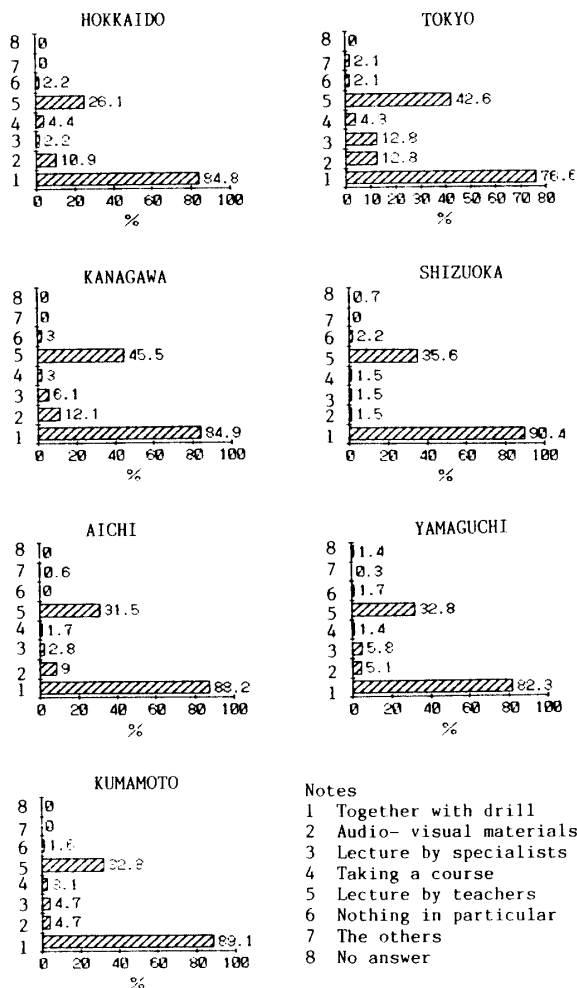 HOKKAIDO
8 0
7 0
6 2.2
5 26.1
4 4.4
3 2.2
2 10.9
1 84.8
0 20 40 60 80 100
%
TOKYO
8 0
7 2.1
6 2.1
5 42.6
4 4.3
3 12.8
2 12.8
1 76.6
0 10 20 30 40 50 60 70 80
%
KANAGAWA
8 0
7 0
6 3
5 45.5
4 3
3 6.1
2 12.1
1 84.9
0 20 40 60 80 100
%
SHIZUOKA
8 0.7
7 0
6 2.2
5 35.6
4 1.5
3 1.5
2 1.5
1 90.4
0 20 40 60 80 100
%
AICHI
8 0
7 0.6
6 0
5 31.5
4 1.7
3 2.8
2 9
1 88.2
0 20 40 60 80 100
%
YAMAGUCHI
8 1.4
7 0.3
6 1.7
5 32.8
4 1.4
3 5.8
2 5.1
1 82.3
0 20 40 60 80 100
%
KUMAMOTO
8 0
7 0
6 1.6
5 32.8
4 3.1
3 4.7
2 4.7
1 89.1
0 20 40 60 80 100
%
Notes
1 Together with drill
2 Audio- visual materials
3 Lecture by specialists
4 Taking a course
5 Lecture by teachers
6 Nothing in particular
7 The others
8 No answer